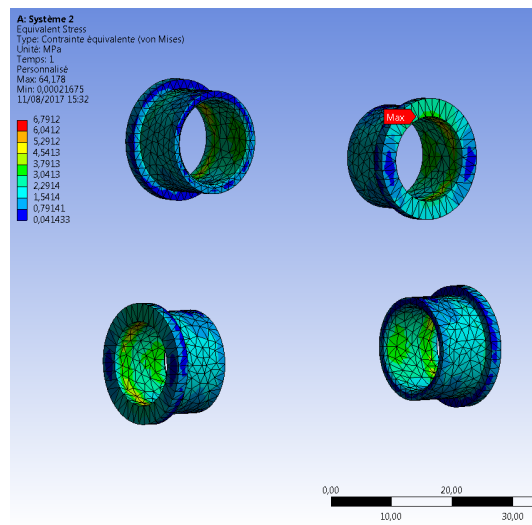 A: Système 2
Equivalent Stress
Type: Contrainte équivalente (von Mises)
Unité: MPa
Temps: 1
Personnalisé
Max: 64,178
Min: 0,00021675
11/08/2017 15:32
6,7912
6,0412
5,2912
4,5413
3,7913
3,0413
2,2914
1,5414
0,79141
0,041433
Max
0,00 20,00
10,00 30,00